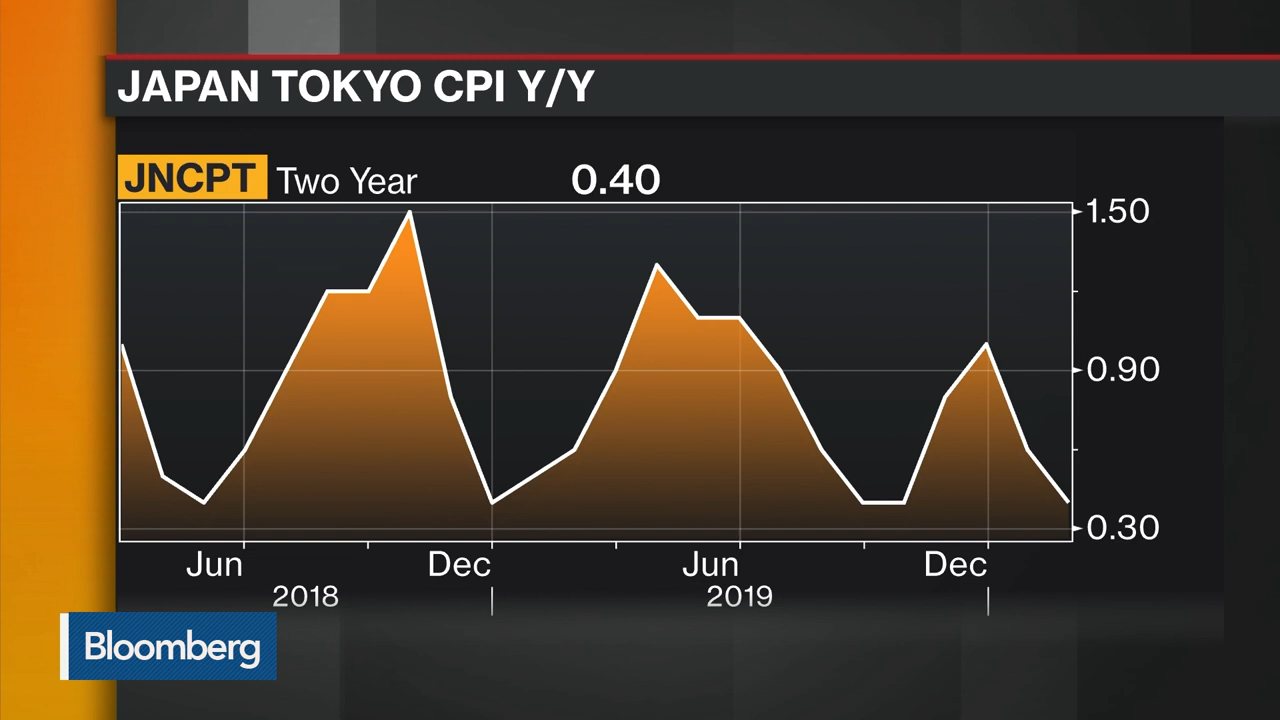 JAPAN TOKYO CPI Y/Y
JNCPT Two Year 0.40
1.50
0.90
0.30
Jun Dec Jun Dec
2018 2019
Bloomberg